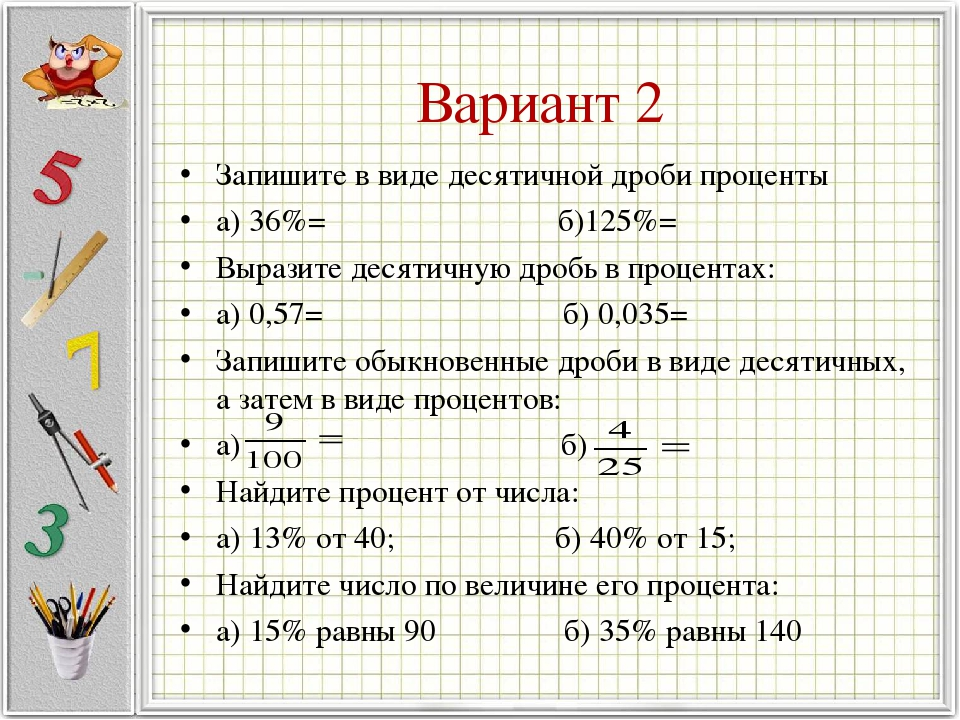 Вариант 2
• Запишите в виде десятичной дроби проценты
• а) 36%= б)125%=
• Выразите десятичную дробь в процентах:
• а) 0,57= б) 0,035=
• Запишите обыкновенные дроби в виде десятичных,
а затем в виде процентов:
• а) 9/100 = б) 4/25 =
• Найдите процент от числа:
• а) 13% от 40; б) 40% от 15;
• Найдите число по величине его процента:
• а) 15% равны 90 б) 35% равны 140
5
7
3